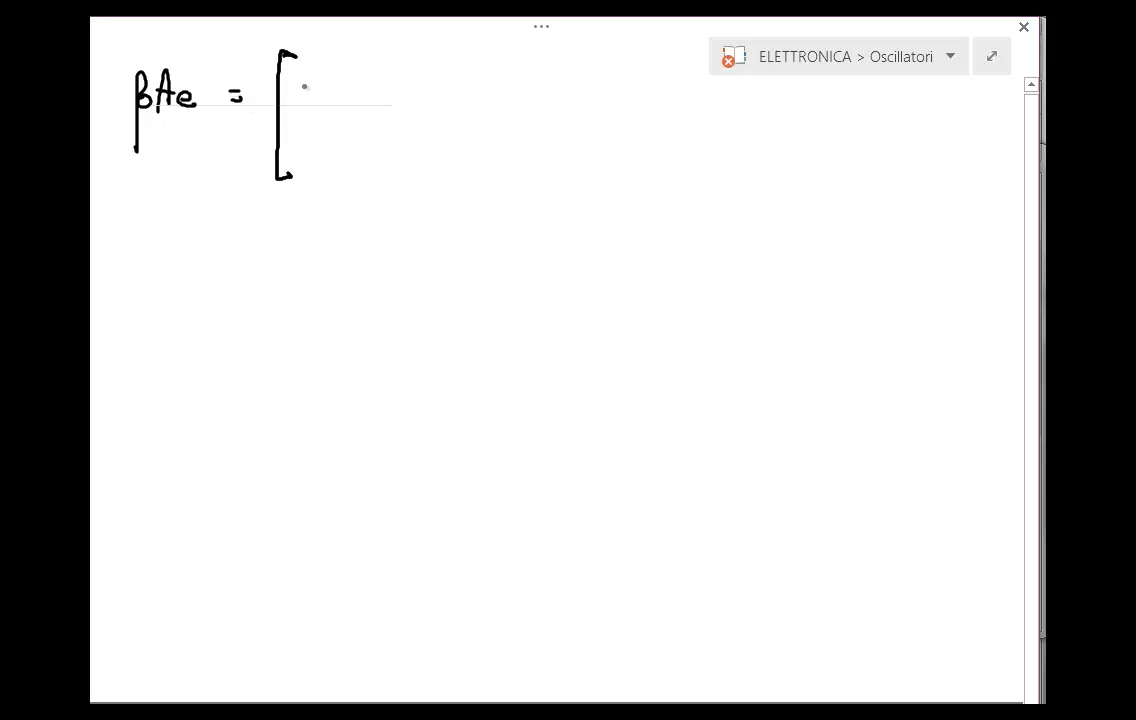 ELETTRONICA > Oscillatori
βAe = [